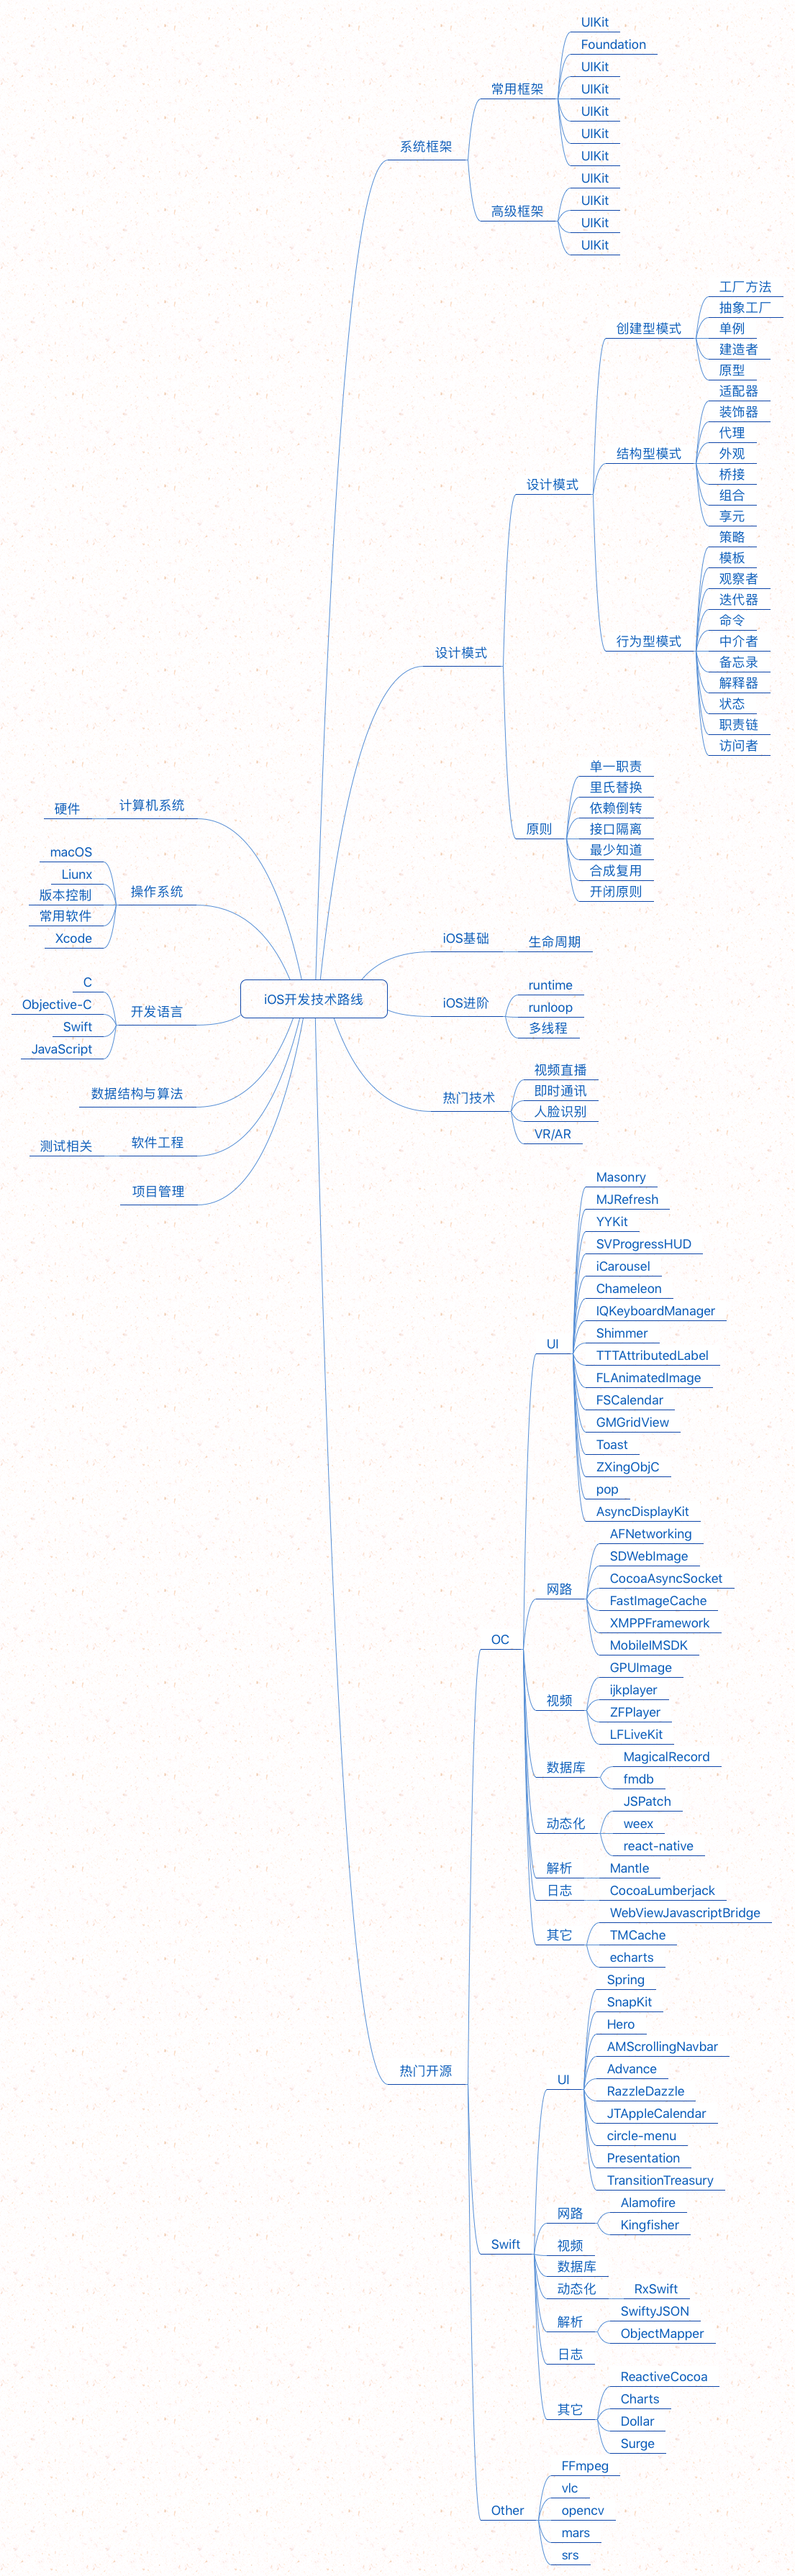 iOS开发技术路线
系统框架
常用框架
UIKit
Foundation
UIKit
UIKit
UIKit
UIKit
UIKit
高级框架
UIKit
UIKit
UIKit
UIKit
设计模式
设计模式
创建型模式
工厂方法
抽象工厂
单例
建造者
原型
结构型模式
适配器
装饰器
代理
外观
桥接
组合
享元
行为型模式
策略
模板
观察者
迭代器
命令
中介者
备忘录
解释器
状态
职责链
访问者
原则
单一职责
里氏替换
依赖倒转
接口隔离
最少知道
合成复用
开闭原则
iOS基础
生命周期
iOS进阶
runtime
runloop
多线程
热门技术
视频直播
即时通讯
人脸识别
VR/AR
热门开源
OC
UI
Masonry
MJRefresh
YYKit
SVProgressHUD
iCarousel
Chameleon
IQKeyboardManager
Shimmer
TTTAttributedLabel
FLAnimatedImage
FSCalendar
GMGridView
Toast
ZXingObjC
pop
AsyncDisplayKit
网路
AFNetworking
SDWebImage
CocoaAsyncSocket
FastImageCache
XMPPFramework
MobileIMSDK
视频
GPUImage
ijkplayer
ZFPlayer
LFLiveKit
数据库
MagicalRecord
fmdb
动态化
JSPatch
weex
react-native
解析
Mantle
日志
CocoaLumberjack
其它
WebViewJavascriptBridge
TMCache
echarts
Swift
UI
Spring
SnapKit
Hero
AMScrollingNavbar
Advance
RazzleDazzle
JTAppleCalendar
circle-menu
Presentation
TransitionTreasury
网路
Alamofire
Kingfisher
视频
数据库
动态化
RxSwift
解析
SwiftyJSON
ObjectMapper
日志
其它
ReactiveCocoa
Charts
Dollar
Surge
Other
FFmpeg
vlc
opencv
mars
srs
计算机系统
硬件
操作系统
macOS
Liunx
版本控制
常用软件
Xcode
开发语言
C
Objective-C
Swift
JavaScript
数据结构与算法
软件工程
测试相关
项目管理